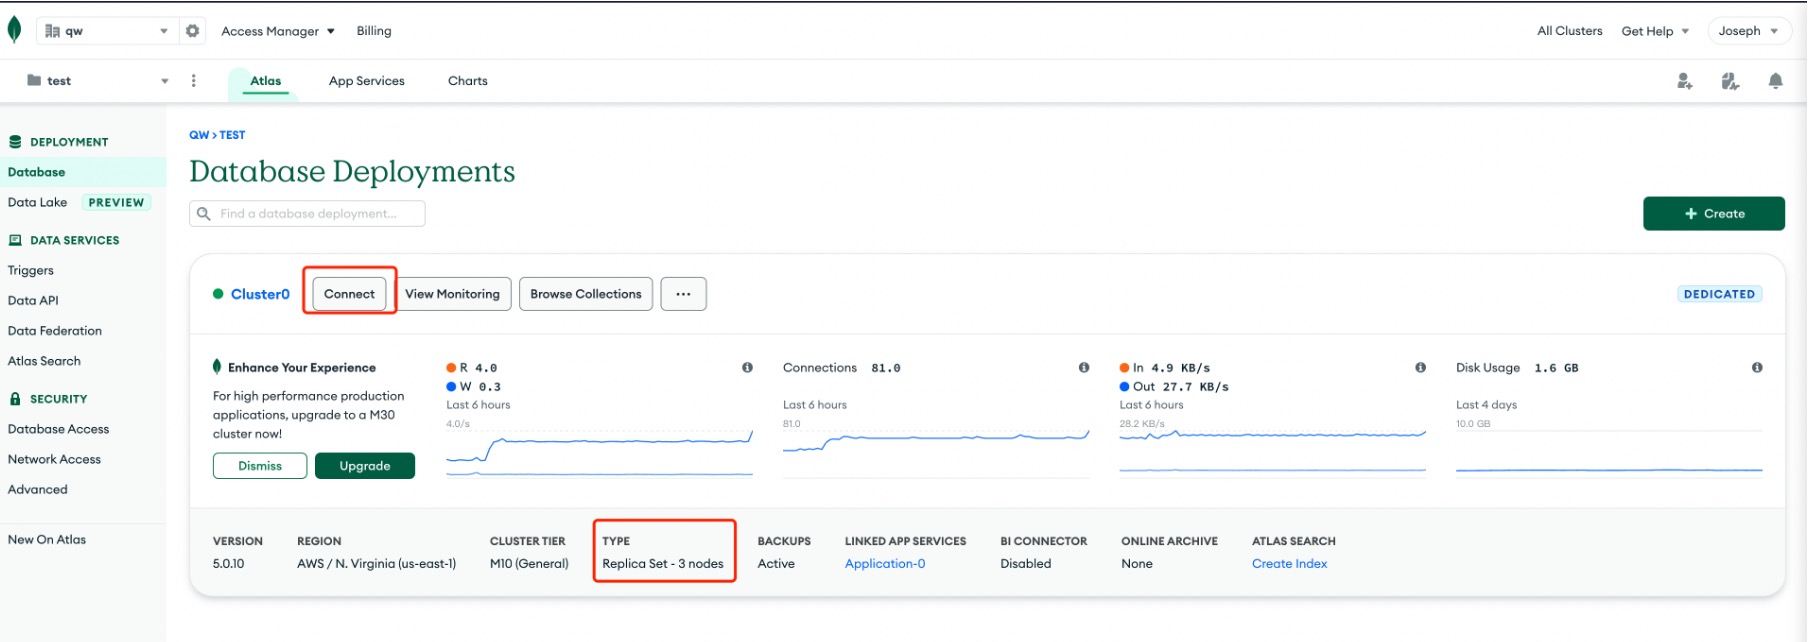 qw Access Manager Billing All Clusters Get Help Joseph
test Atlas App Services Charts
DEPLOYMENT
Database
Data Lake PREVIEW
DATA SERVICES
Triggers
Data API
Data Federation
Atlas Search
SECURITY
Database Access
Network Access
Advanced
New On Atlas
QW > TEST
Database Deployments
Find a database deployment...
+ Create
Cluster0 Connect View Monitoring Browse Collections ... DEDICATED
Enhance Your Experience
For high performance production
applications, upgrade to a M30
cluster now!
Dismiss Upgrade
R 4.0
W 0.3
Last 6 hours
4.0/s
Connections 81.0
Last 6 hours
81.0
In 4.9 KB/s
Out 27.7 KB/s
Last 6 hours
28.2 KB/s
Disk Usage 1.6 GB
Last 4 days
10.0 GB
VERSION REGION CLUSTER TIER TYPE BACKUPS LINKED APP SERVICES BI CONNECTOR ONLINE ARCHIVE ATLAS SEARCH
5.0.10 AWS / N. Virginia (us-east-1) M10 (General) Replica Set - 3 nodes Active Application-0 Disabled None Create Index